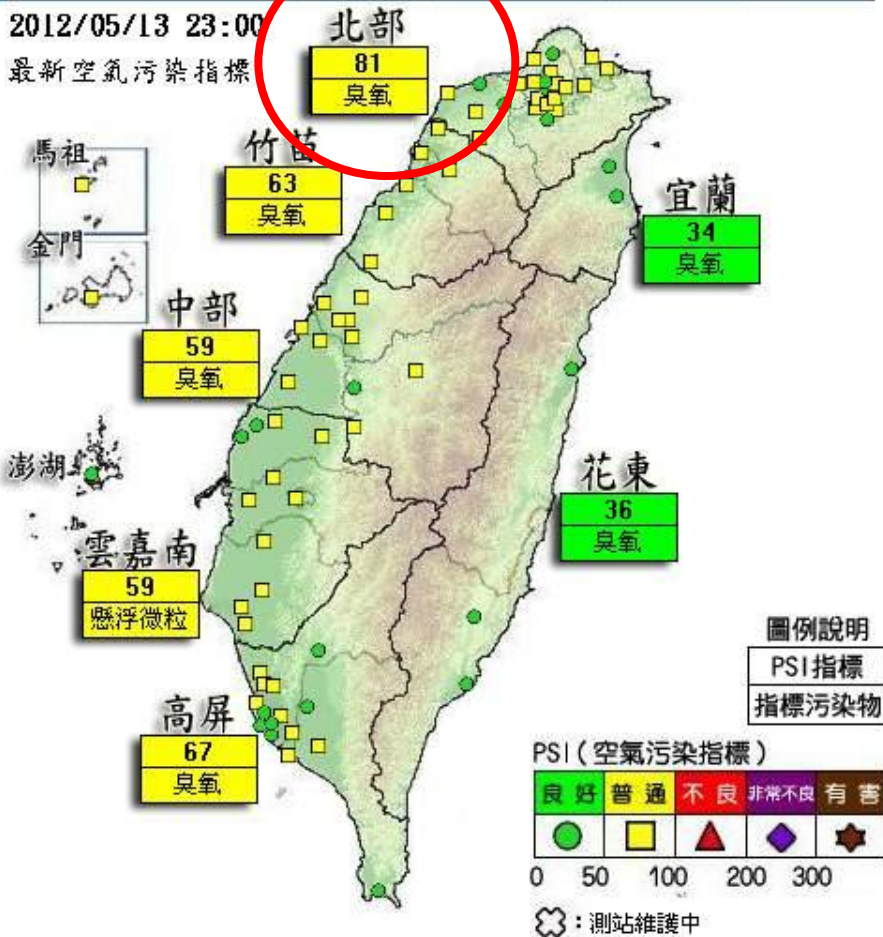 2012/05/13 23:00
最新空氣污染指標
北部
81
臭氧
馬祖
竹苗
63
臭氧
宜蘭
34
臭氧
金門
中部
59
臭氧
澎湖
花東
36
臭氧
雲嘉南
59
懸浮微粒
圖例說明
PSI指標
指標污染物
高屏
67
臭氧
PSI(空氣污染指標)
良好 普通 不良 非常不良 有害
0 50 100 200 300
：測站維護中